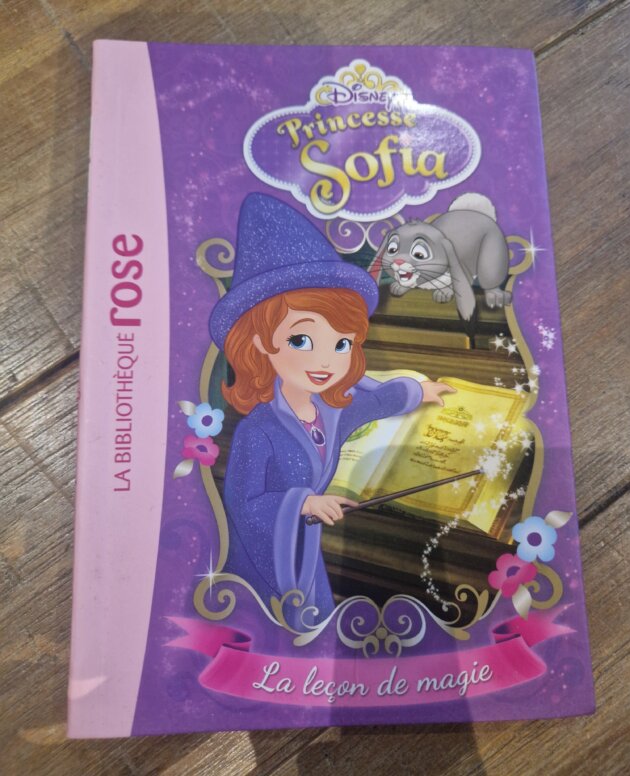 Disney
Princesse
Sofia
LA BIBLIOTHÈQUE rose
La leçon de magie